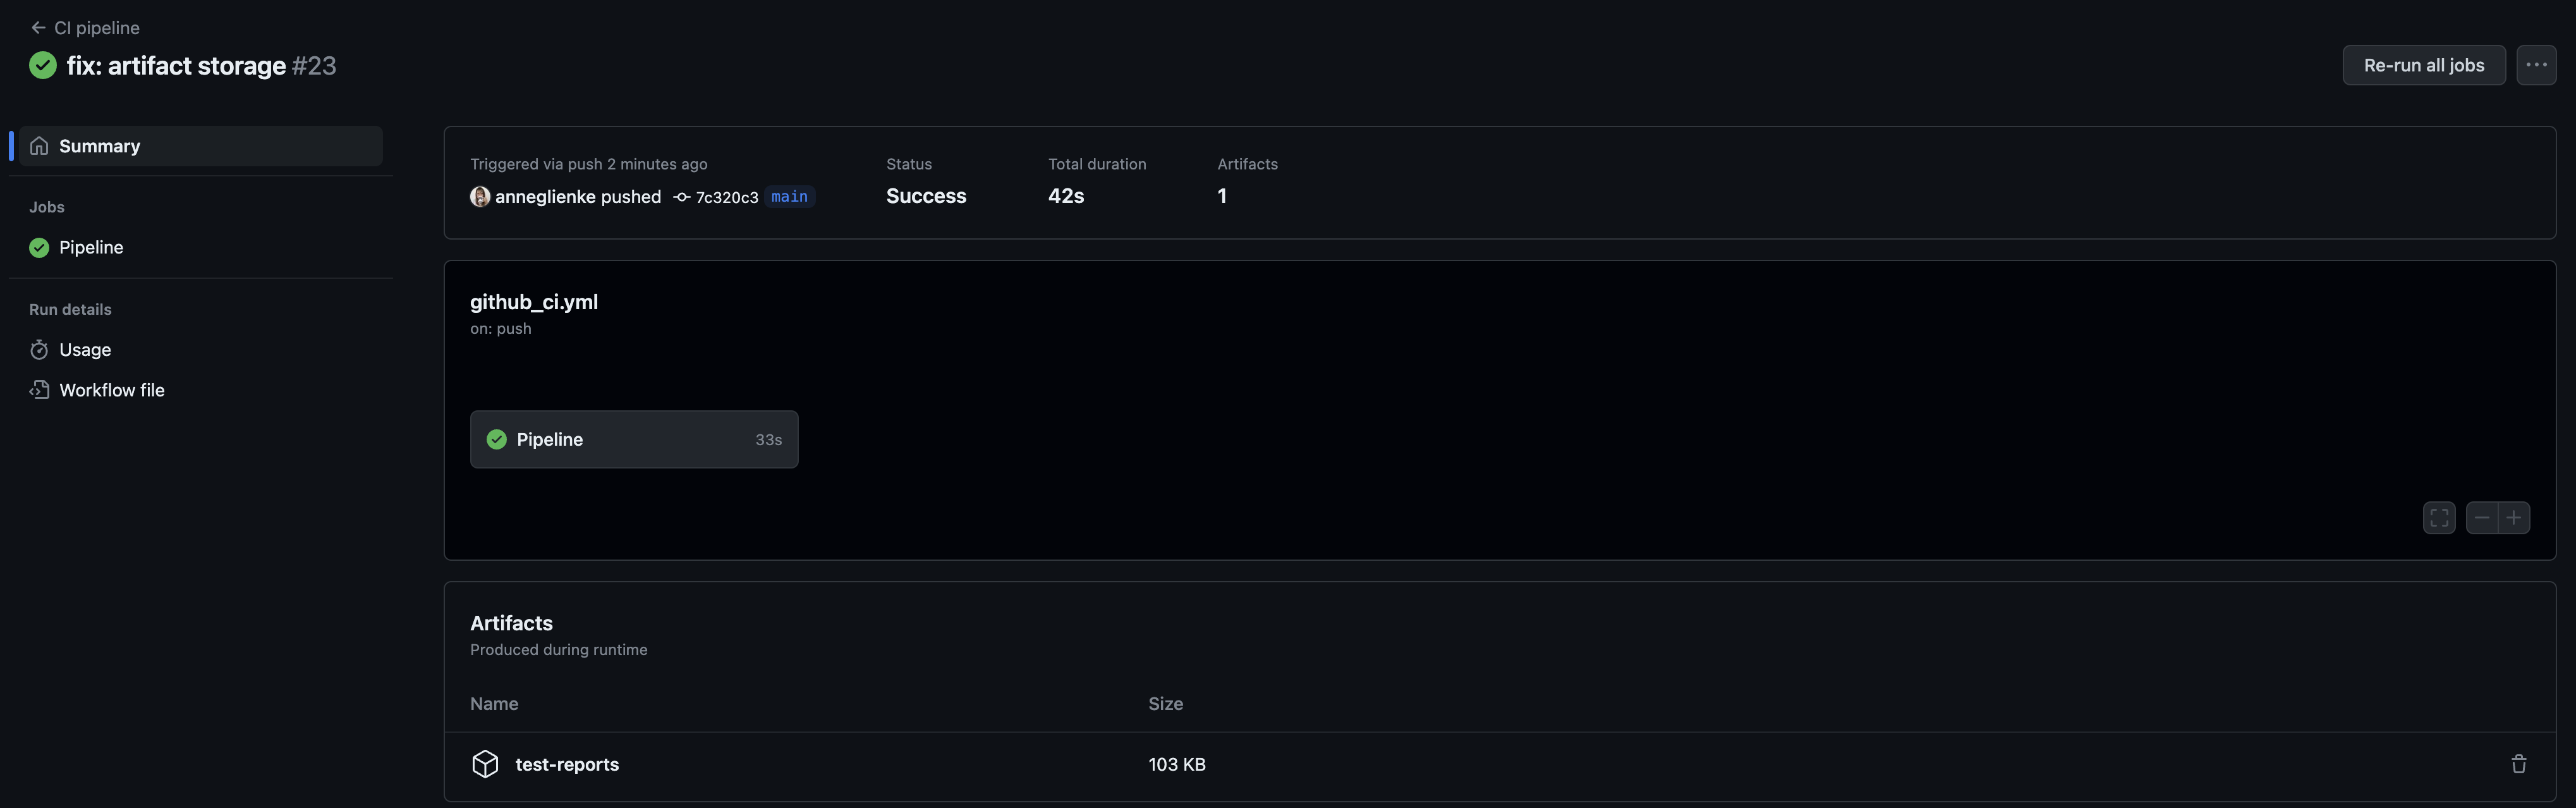 CI pipeline
fix: artifact storage #23
Re-run all jobs
Summary
Jobs
Pipeline
Run details
Usage
Workflow file
Triggered via push 2 minutes ago
anneglienke pushed 7c320c3 main
Status
Success
Total duration
42s
Artifacts
1
github_ci.yml
on: push
Pipeline 33s
Artifacts
Produced during runtime
Name Size
test-reports 103 KB